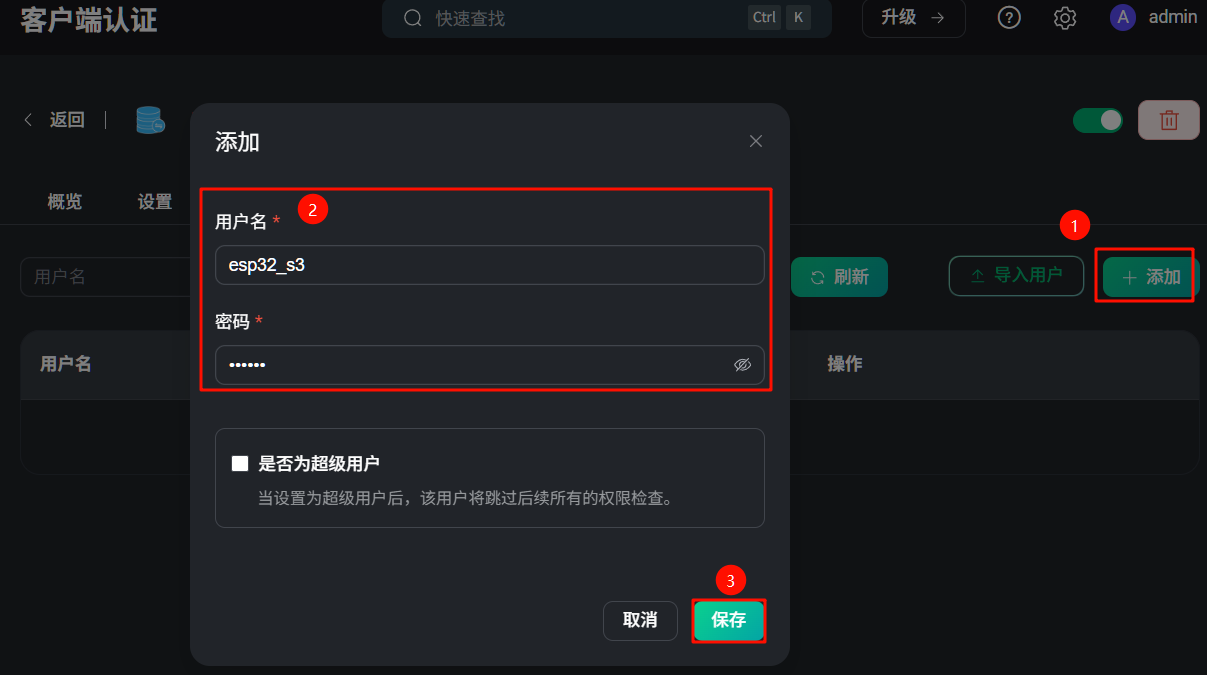 客户端认证
快速查找
Ctrl K
升级
A admin
返回
添加
概览 设置
用户名 *
2
1
用户名
esp32_s3
刷新
导入用户
添加
密码 *
••••••
用户名
操作
是否为超级用户
当设置为超级用户后，该用户将跳过后续所有的权限检查。
3
取消
保存